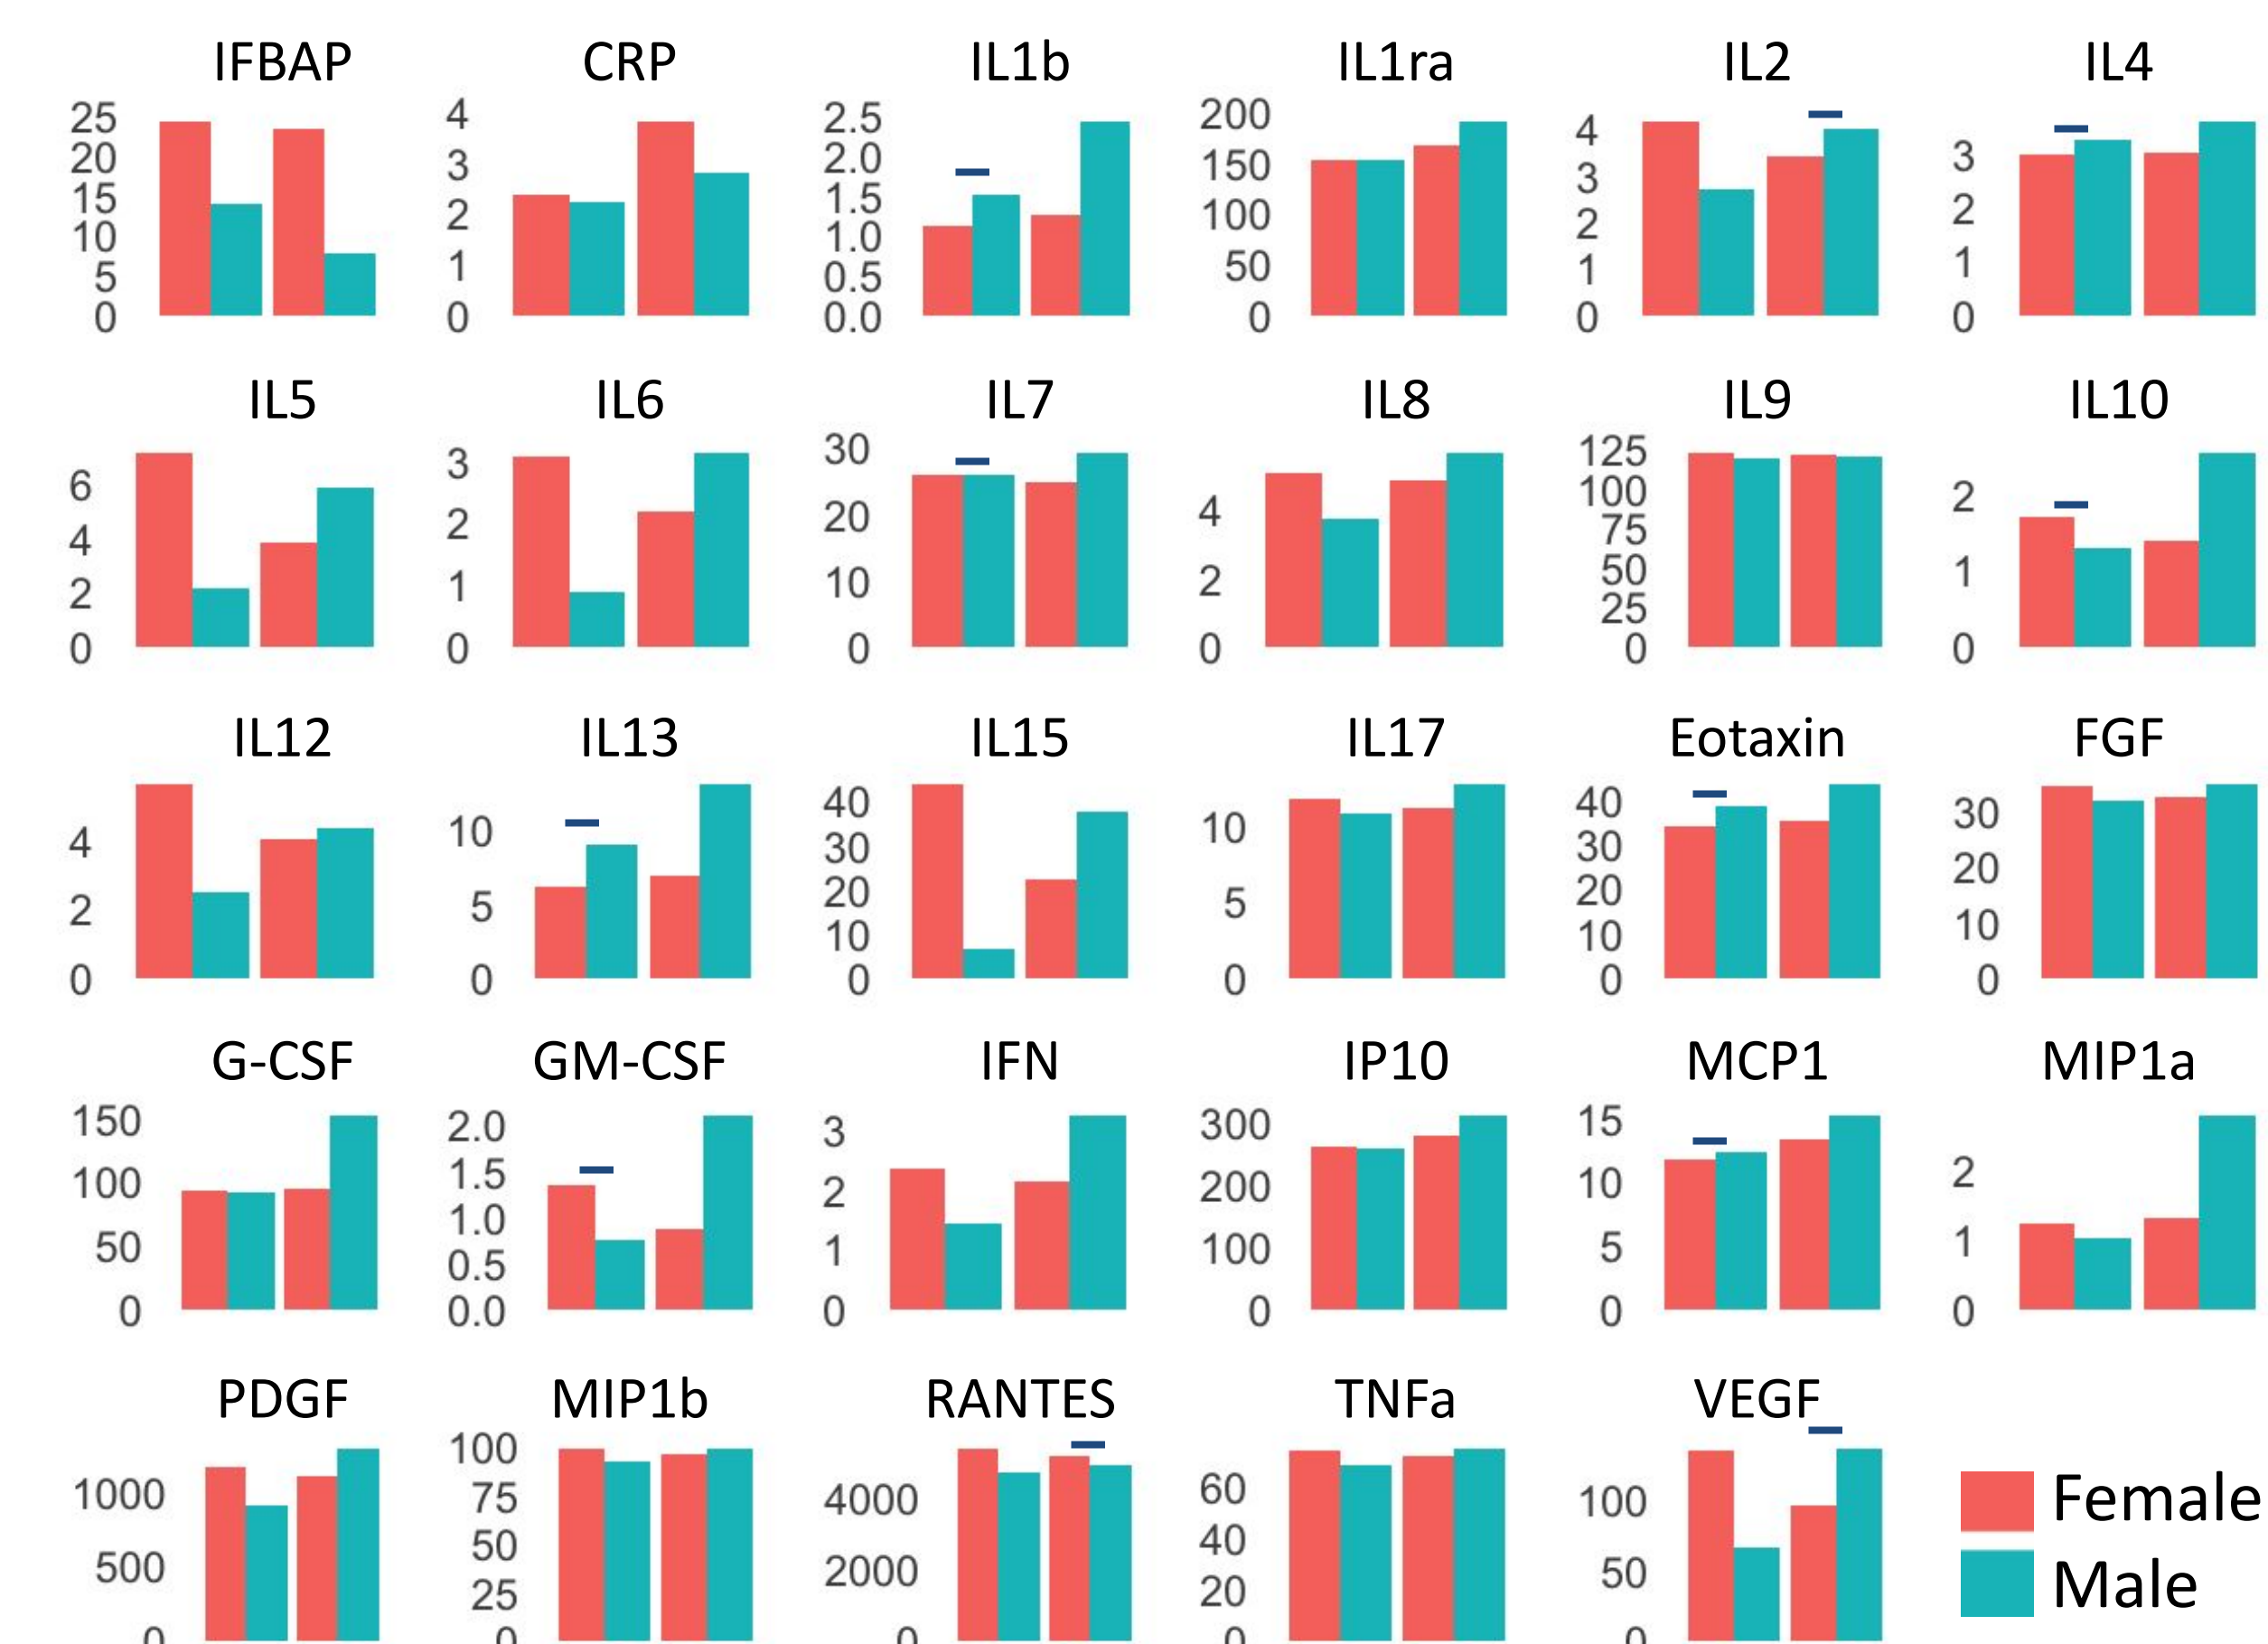 IFBAP CRP IL1b IL1ra IL2 IL4
25 20 15 10 5 0
4 3 2 1 0
2.5 2.0 1.5 1.0 0.5 0.0
200 150 100 50 0
4 3 2 1 0
3 2 1 0
IL5 IL6 IL7 IL8 IL9 IL10
6 4 2 0
3 2 1 0
30 20 10 0
4 2 0
125 100 75 50 25 0
2 1 0
IL12 IL13 IL15 IL17 Eotaxin FGF
4 2 0
10 5 0
40 30 20 10 0
10 5 0
40 30 20 10 0
30 20 10 0
G-CSF GM-CSF IFN IP10 MCP1 MIP1a
150 100 50 0
2.0 1.5 1.0 0.5 0.0
3 2 1 0
300 200 100 0
15 10 5 0
2 1 0
PDGF MIP1b RANTES TNFa VEGF
1000 500 0
100 75 50 25 0
4000 2000 0
60 40 20 0
100 50 0
Female
Male